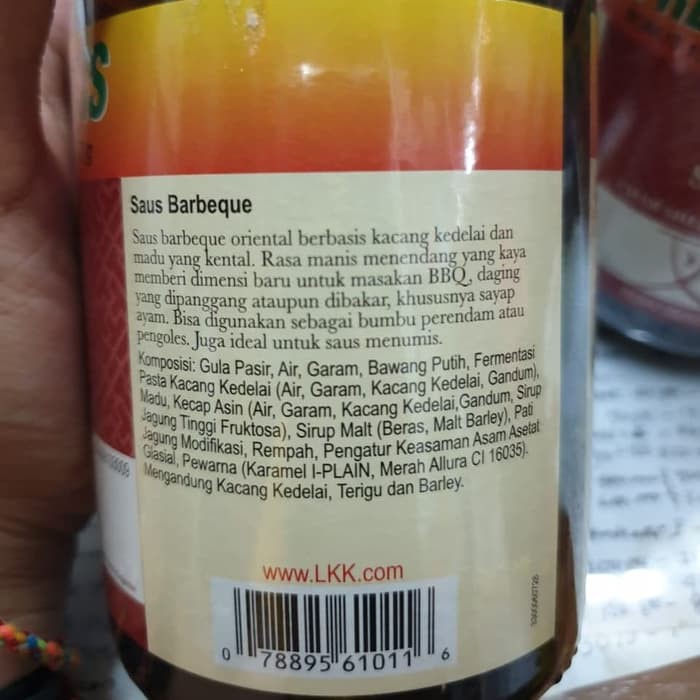 S
Saus Barbeque
Saus barbeque oriental berbasis kacang kedelai dan
madu yang kental. Rasa manis menendang yang kaya
memberi dimensi baru untuk masakan BBQ, daging
yang dipanggang ataupun dibakar, khususnya sayap
ayam. Bisa digunakan sebagai bumbu perendam atau
pengoles. Juga ideal untuk saus menumis.
Komposisi: Gula Pasir, Air, Garam, Bawang Putih, Fermentasi
Pasta Kacang Kedelai (Air, Garam, Kacang Kedelai, Gandum),
Madu, Kecap Asin (Air, Garam, Kacang Kedelai,Gandum, Sirup
Jagung Tinggi Fruktosa), Sirup Malt (Beras, Malt Barley), Pati
Jagung Modifikasi, Rempah, Pengatur Keasaman Asam Asetat
Glasial, Pewarna (Karamel I-PLAIN, Merah Allura CI 16035).
Mengandung Kacang Kedelai, Terigu dan Barley.
www.LKK.com
0 78895 61011 6